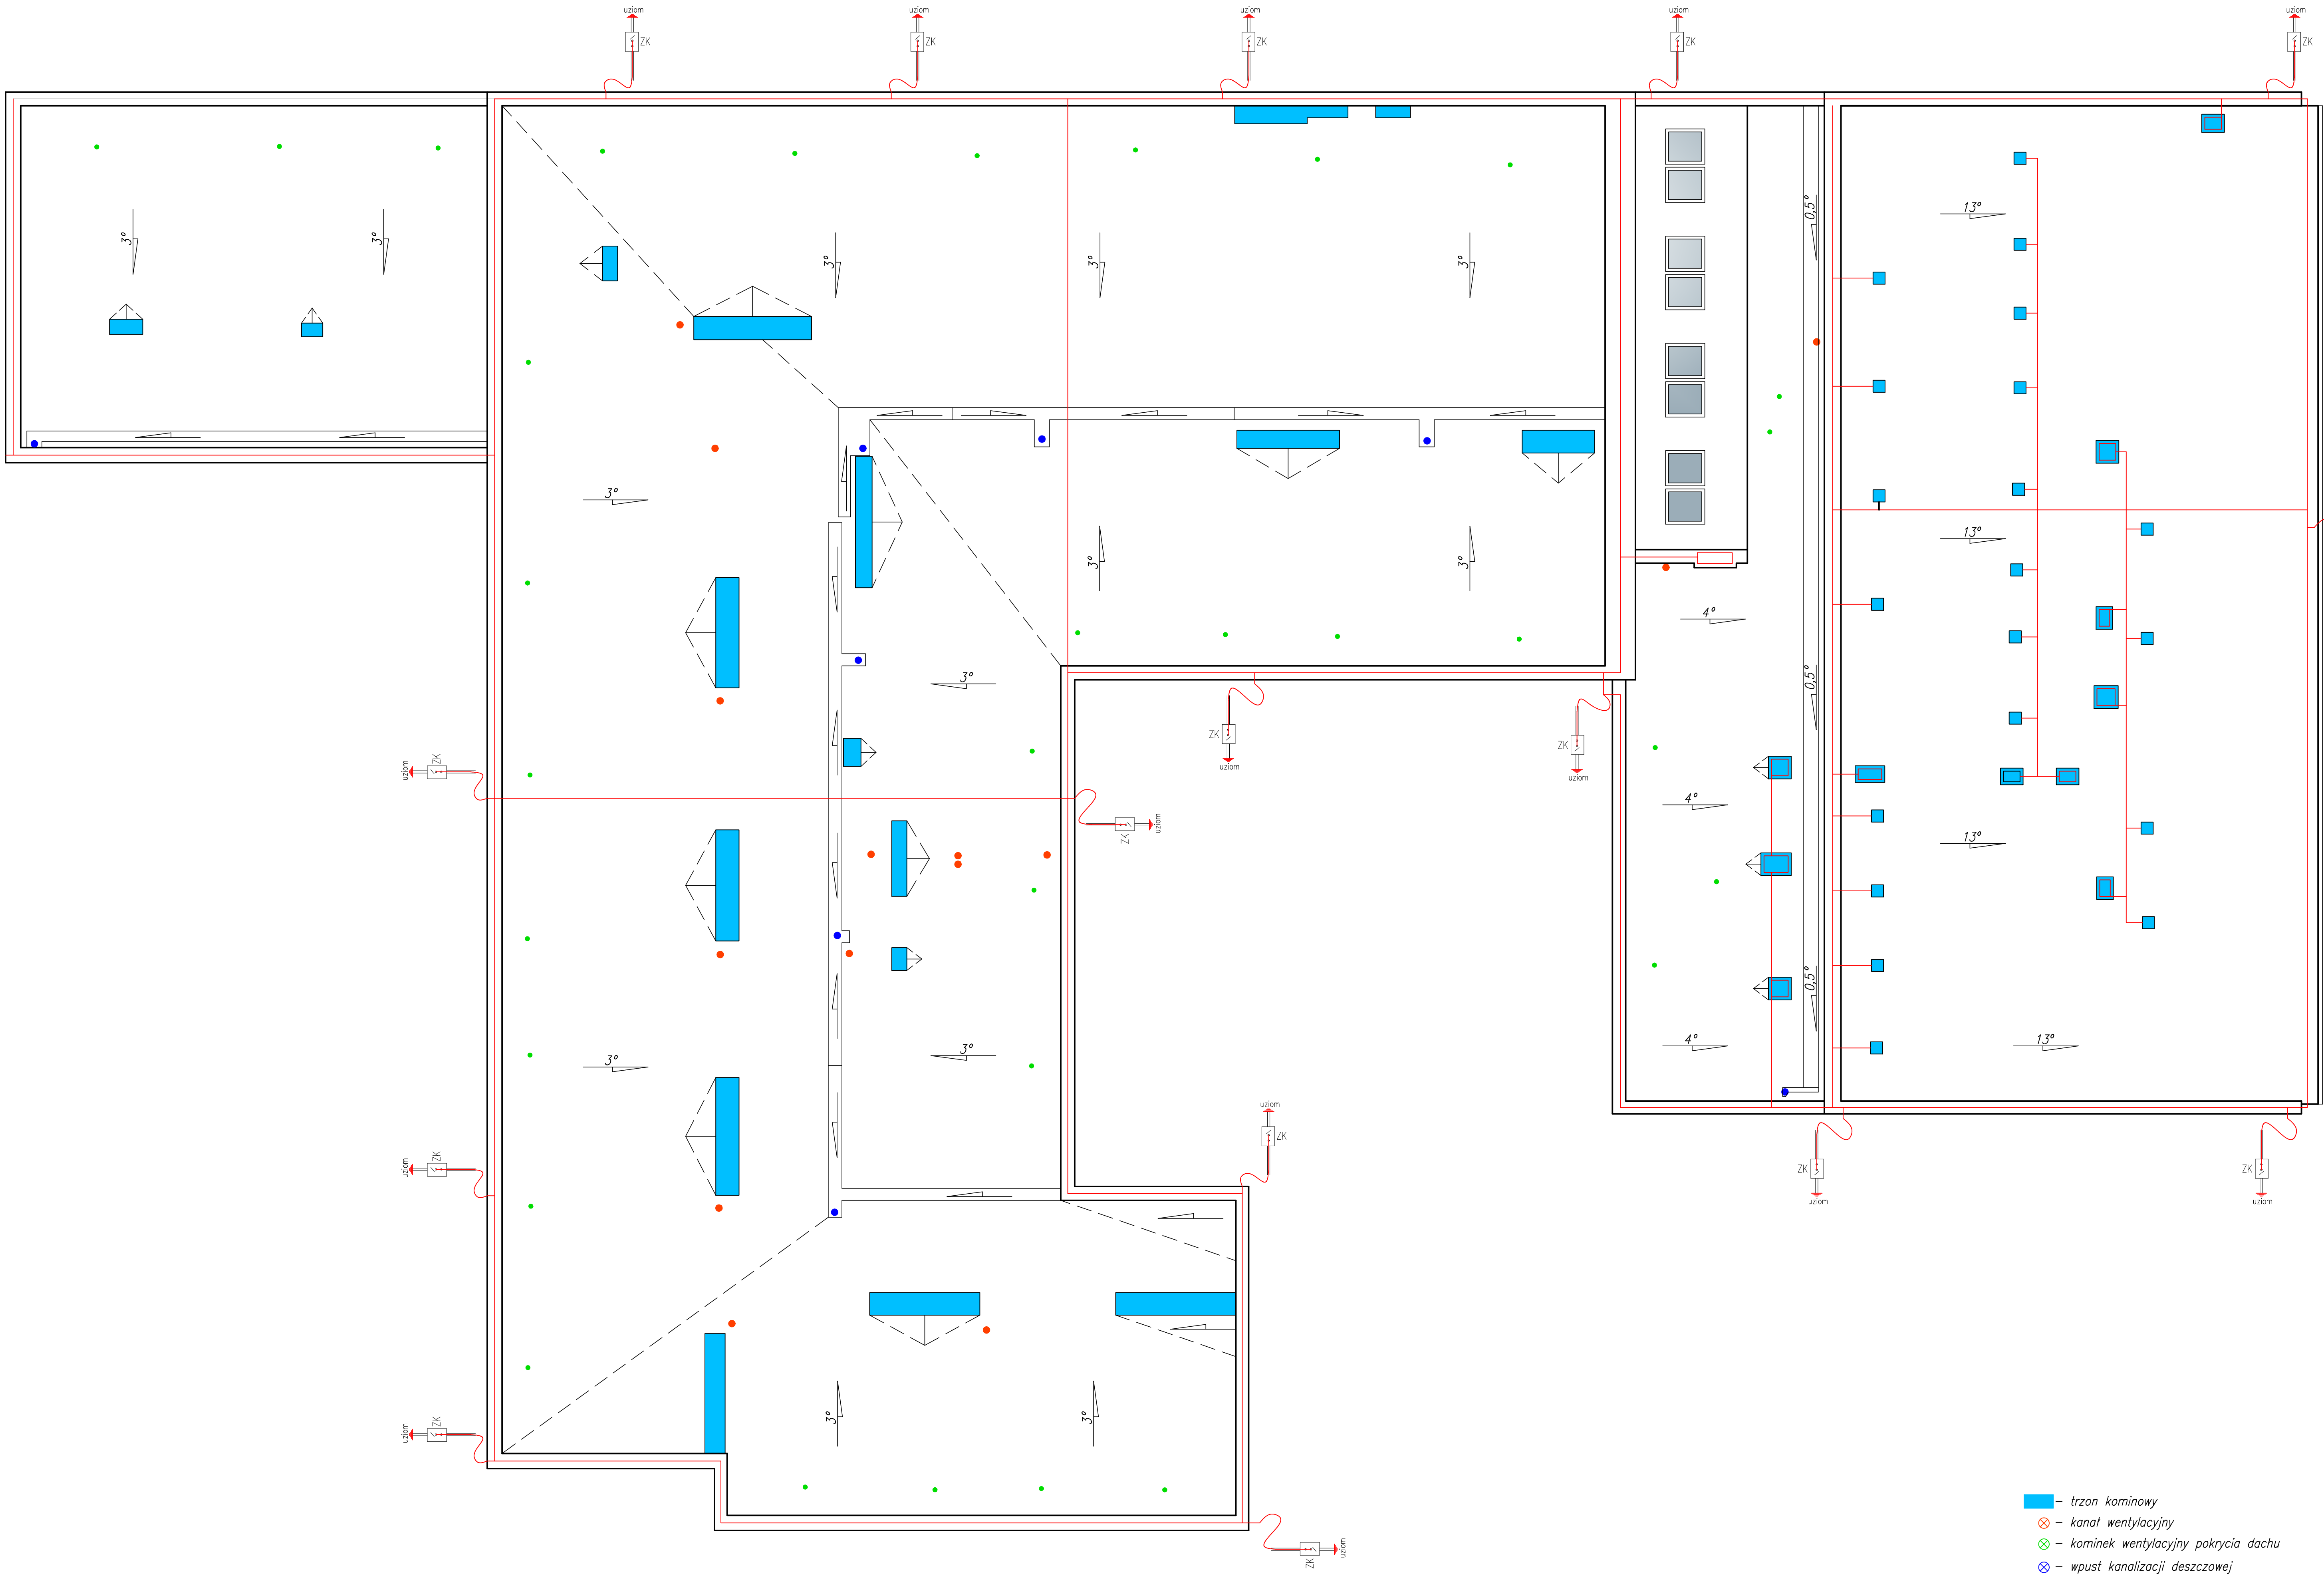 uziom uziom uziom uziom uziom
ZK ZK ZK ZK ZK
3° 3° 3° 3° 3° 0,5° 13°
3° 13°
3° 3°
4°
3° 0,5°
ZK ZK
uziom ZK uziom uziom
4°
ZK uziom
13°
0,5°
3° 3° 4° 13°
uziom
ZK
uziom ZK ZK ZK
uziom uziom
3° 3°
uziom ZK
ZK uziom
– trzon kominowy
– kanał wentylacyjny
– kominek wentylacyjny pokrycia dachu
– wpust kanalizacji deszczowej